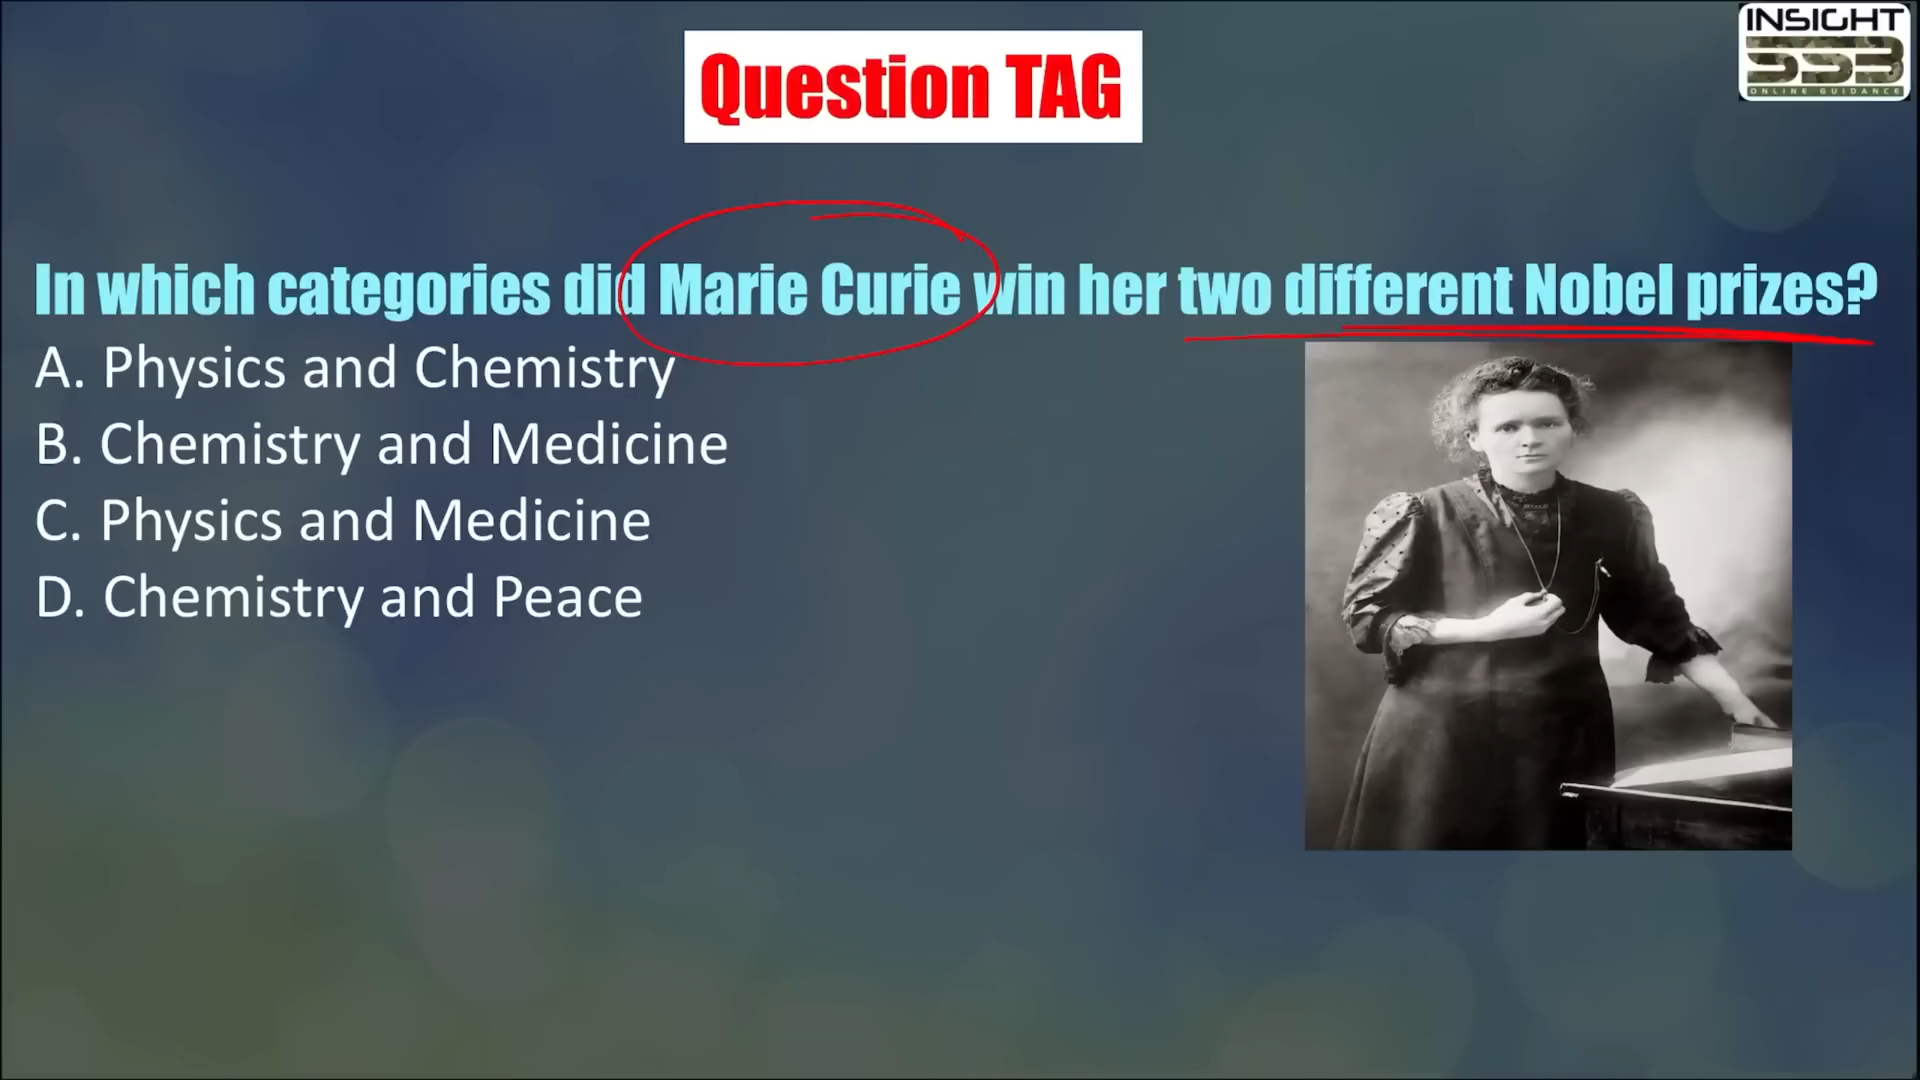 INSIGHT
SSB
ONLINE GUIDANCE
Question TAG
In which categories did Marie Curie win her two different Nobel prizes?
A. Physics and Chemistry
B. Chemistry and Medicine
C. Physics and Medicine
D. Chemistry and Peace